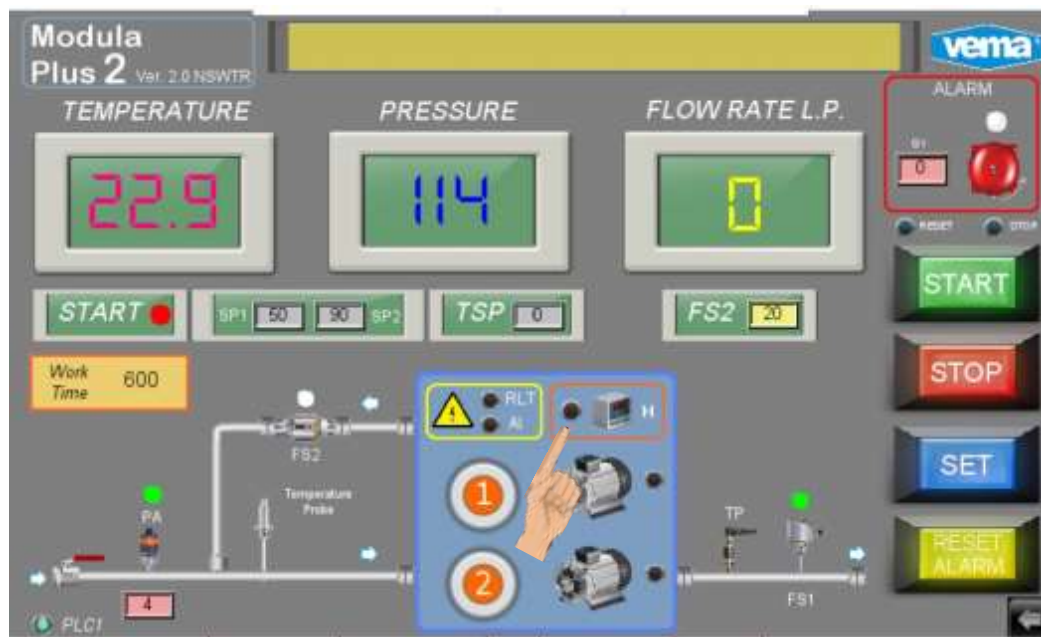 Modula
Plus 2 Ver. 2.0 NSWTR
vema
TEMPERATURE
PRESSURE
FLOW RATE L.P.
ALARM
22.9
114
0
0
RESET
STOP
START
START
SP1 50 90 SP2
TSP 0
FS2 20
STOP
Work
Time
600
RLT
AL
H
FS2
SET
1
Temperature
Probe
PA
TP
RESET
ALARM
2
4
FS1
PLC1